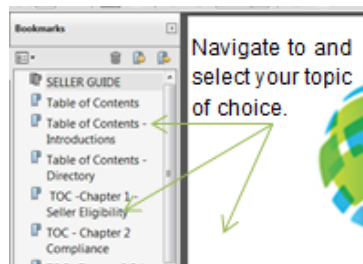 Bookmarks
SELLER GUIDE
Table of Contents
Table of Contents -
Introductions
Table of Contents -
Directory
TOC -Chapter 1 -
Seller Eligibility
TOC - Chapter 2
Compliance
Navigate to and
select your topic
of choice.